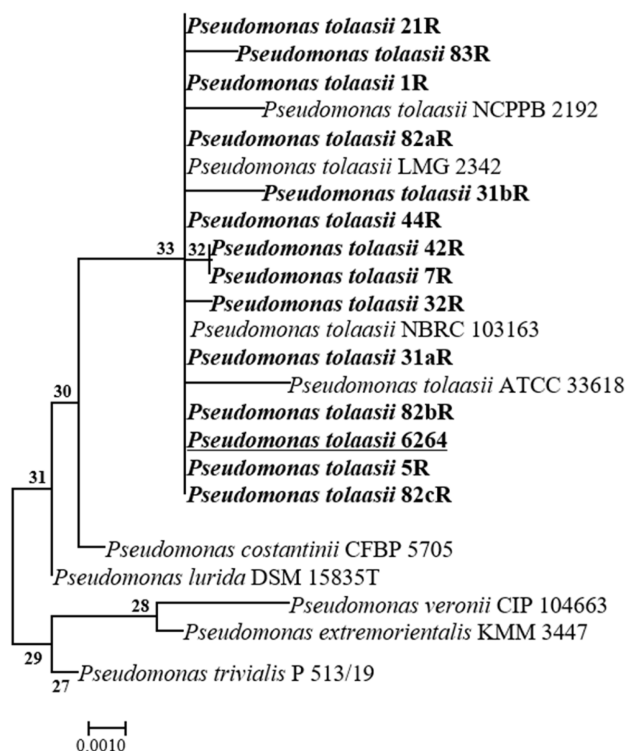 Pseudomonas tolaasii 21R
Pseudomonas tolaasii 83R
Pseudomonas tolaasii 1R
Pseudomonas tolaasii NCPPB 2192
Pseudomonas tolaasii 82aR
Pseudomonas tolaasii LMG 2342
Pseudomonas tolaasii 31bR
Pseudomonas tolaasii 44R
33 32 Pseudomonas tolaasii 42R
Pseudomonas tolaasii 7R
Pseudomonas tolaasii 32R
Pseudomonas tolaasii NBRC 103163
Pseudomonas tolaasii 31aR
Pseudomonas tolaasii ATCC 33618
30
Pseudomonas tolaasii 82bR
Pseudomonas tolaasii 6264
Pseudomonas tolaasii 5R
31
Pseudomonas tolaasii 82cR
Pseudomonas costantinii CFBP 5705
Pseudomonas lurida DSM 15835T
28 Pseudomonas veronii CIP 104663
Pseudomonas extremorientalis KMM 3447
29
27 Pseudomonas trivialis P 513/19
0.0010